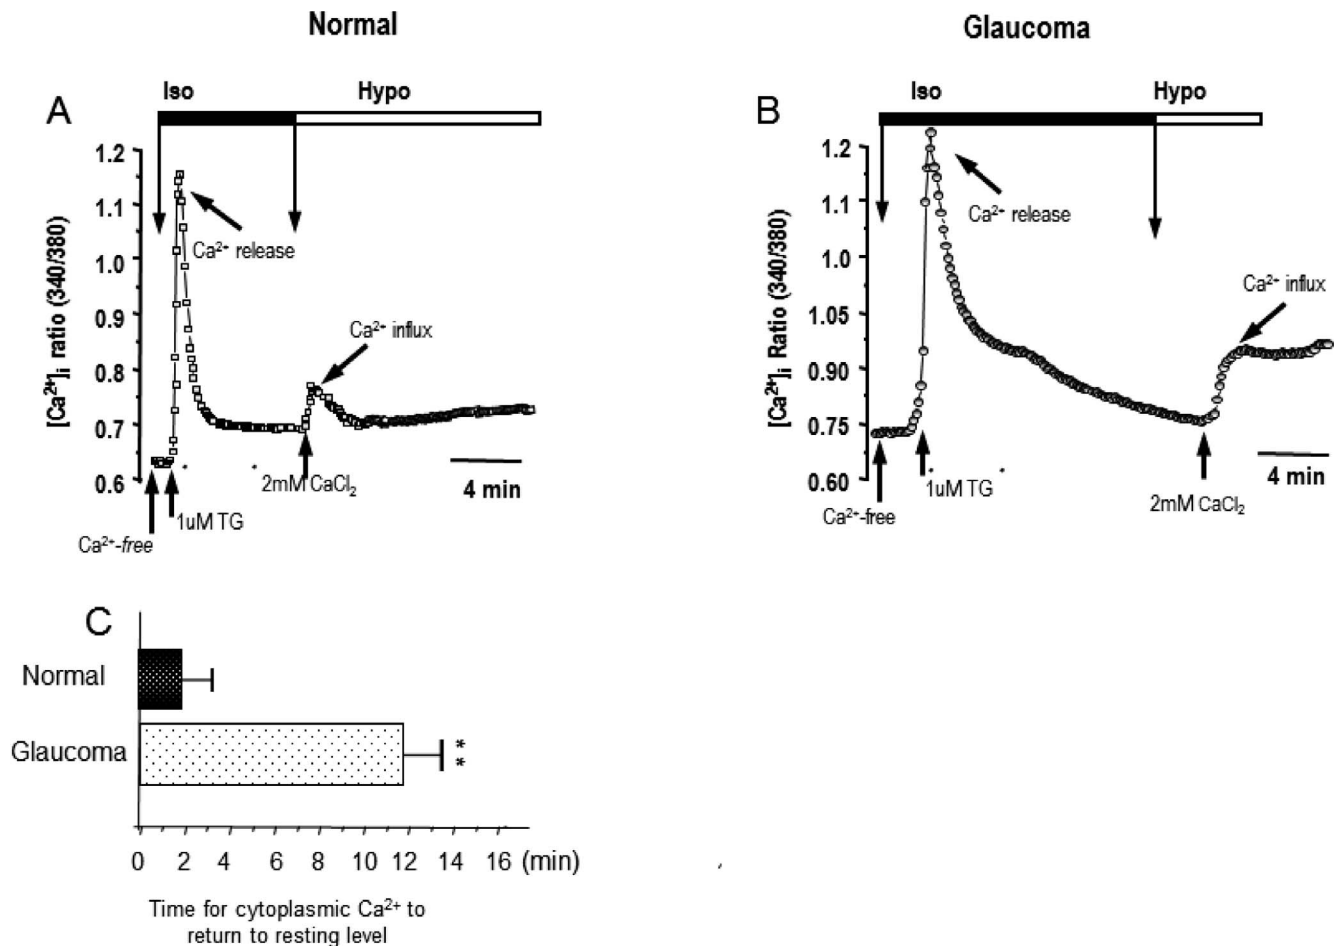 Normal
Glaucoma
A
Iso
Hypo
1.2
1.1
1.0
0.9
0.8
0.7
0.6
[Ca²⁺]i ratio (340/380)
Ca²⁺ release
Ca²⁺ influx
2mM CaCl₂
4 min
1uM TG
Ca²⁺-free
B
Iso
Hypo
1.2
1.1
1.0
1.05
0.90
0.75
0.60
[Ca²⁺]i Ratio (340/380)
Ca²⁺ release
Ca²⁺ influx
1uM TG
4 min
2mM CaCl₂
Ca²⁺-free
C
Normal
Glaucoma
**
0 2 4 6 8 10 12 14 16 (min)
Time for cytoplasmic Ca²⁺ to
return to resting level